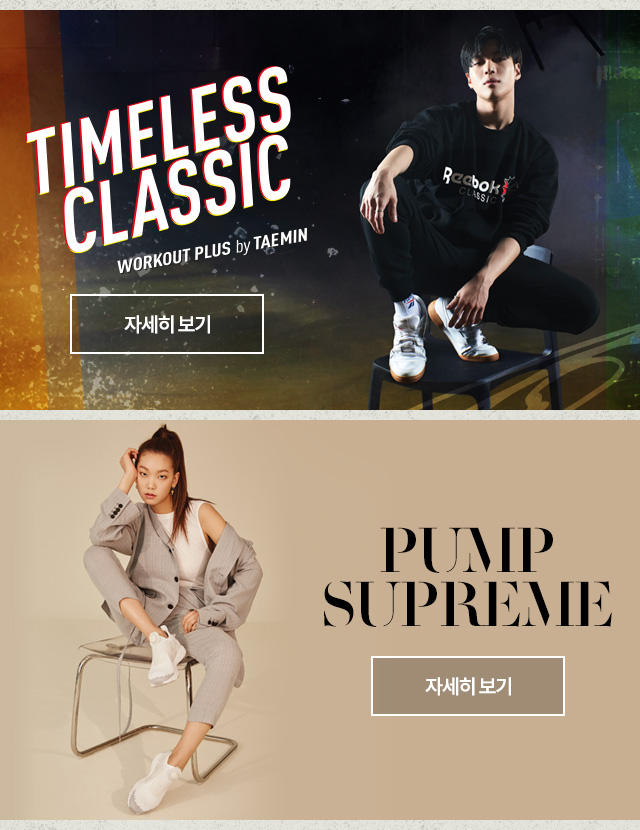 TIMELESS
CLASSIC
WORKOUT PLUS by TAEMIN
Reebok
CLASSIC
자세히 보기
PUMP
SUPREME
자세히 보기